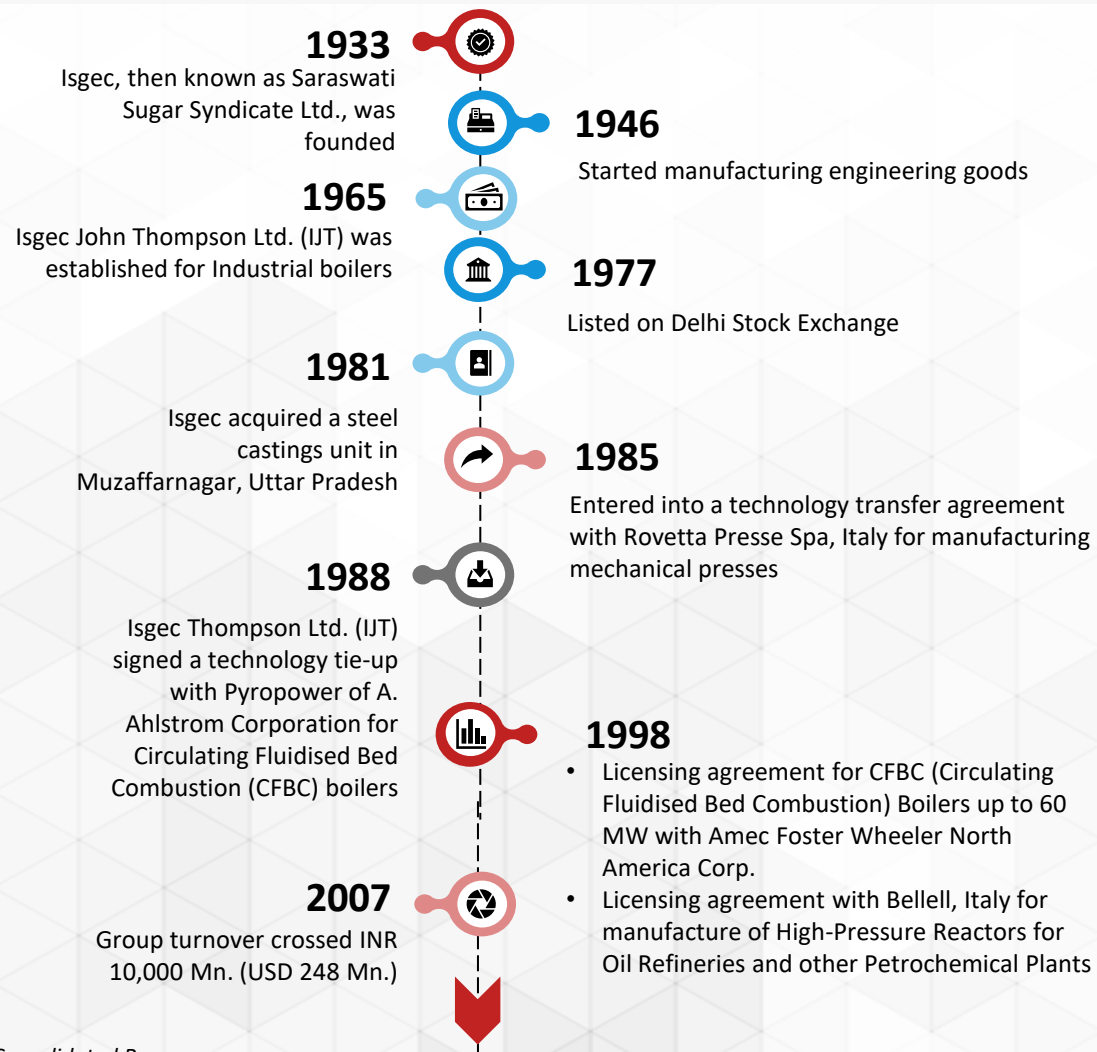 1933
Isgec, then known as Saraswati
Sugar Syndicate Ltd., was
founded
1946
Started manufacturing engineering goods
1965
Isgec John Thompson Ltd. (IJT) was
established for Industrial boilers
1977
Listed on Delhi Stock Exchange
1981
Isgec acquired a steel
castings unit in
Muzaffarnagar, Uttar Pradesh
1985
Entered into a technology transfer agreement
with Rovetta Presse Spa, Italy for manufacturing
mechanical presses
1988
Isgec Thompson Ltd. (IJT)
signed a technology tie-up
with Pyropower of A.
Ahlstrom Corporation for
Circulating Fluidised Bed
Combustion (CFBC) boilers
1998
• Licensing agreement for CFBC (Circulating
Fluidised Bed Combustion) Boilers up to 60
MW with Amec Foster Wheeler North
America Corp.
• Licensing agreement with Bellell, Italy for
manufacture of High-Pressure Reactors for
Oil Refineries and other Petrochemical Plants
2007
Group turnover crossed INR
10,000 Mn. (USD 248 Mn.)